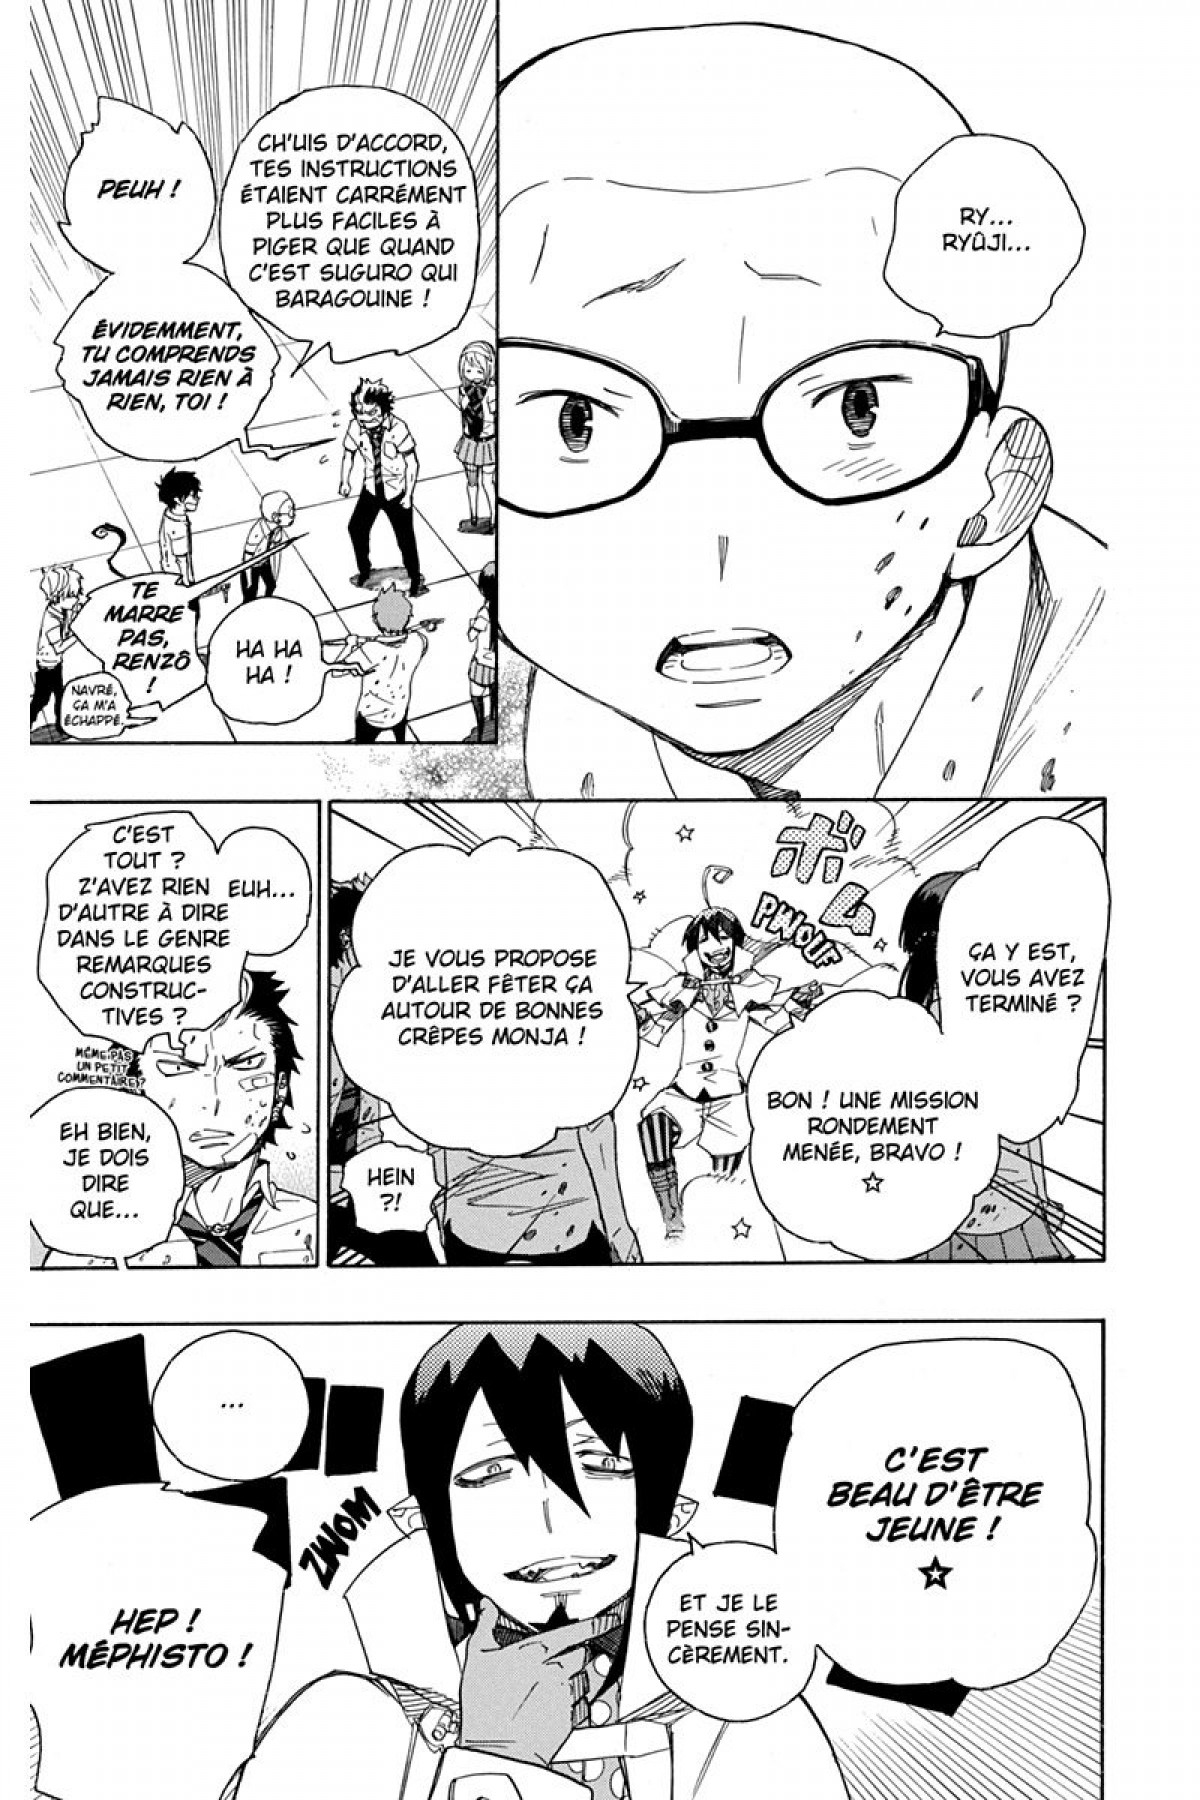 RY...
RYÛJI...
CH'UIS D'ACCORD,
TES INSTRUCTIONS
ÉTAIENT CARRÉMENT
PLUS FACILES À
PIGER QUE QUAND
C'EST SUGURO QUI
BARAGOUINE !
PEUH !
ÉVIDEMMENT,
TU COMPRENDS
JAMAIS RIEN À
RIEN, TOI !
HA HA
HA !
TE
MARRE
PAS,
RENZÔ
!
NAVRÉ,
ÇA M'A
ÉCHAPPÉ.
ÇA Y EST,
VOUS AVEZ
TERMINÉ ?
ボム
PWOUF
BON ! UNE MISSION
RONDEMENT
MENÉE, BRAVO !
☆
JE VOUS PROPOSE
D'ALLER FÊTER ÇA
AUTOUR DE BONNES
CRÊPES MONJA !
HEIN
?!
EUH...
C'EST
TOUT ?
Z'AVEZ RIEN
D'AUTRE À DIRE
DANS LE GENRE
REMARQUES
CONSTRUC-
TIVES ?
MÊME PAS
UN PETIT
COMMENTAIRE ?
EH BIEN,
JE DOIS
DIRE
QUE...
C'EST
BEAU D'ÊTRE
JEUNE !
☆
ET JE LE
PENSE SIN-
CÈREMENT.
ZWOM
...
HEP !
MÉPHISTO !